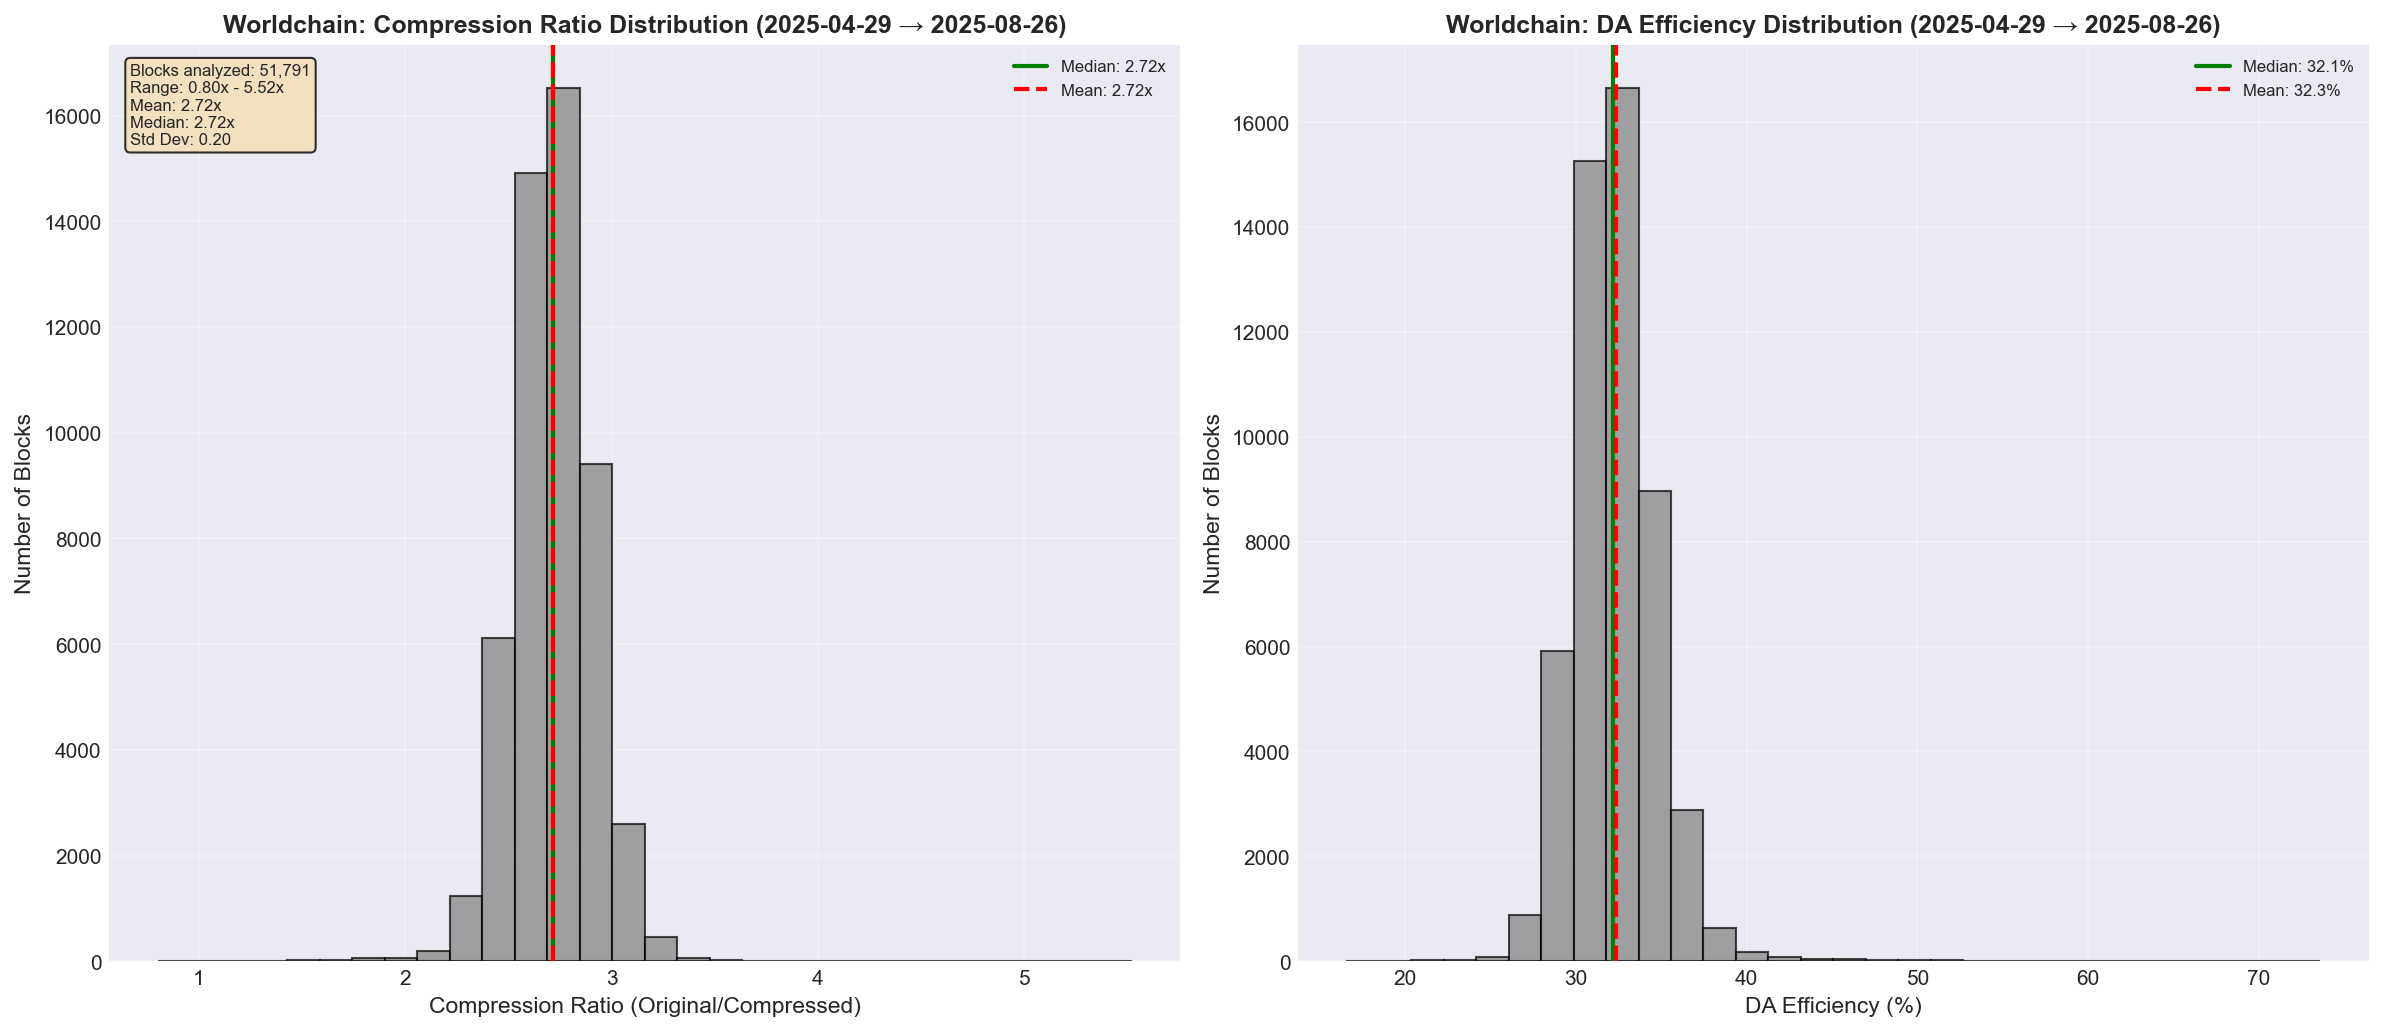 Worldchain: Compression Ratio Distribution (2025-04-29 → 2025-08-26)
Blocks analyzed: 51,791
Range: 0.80x - 5.52x
Mean: 2.72x
Median: 2.72x
Std Dev: 0.20
Median: 2.72x
Mean: 2.72x
Number of Blocks
16000
14000
12000
10000
8000
6000
4000
2000
0
1 2 3 4 5
Compression Ratio (Original/Compressed)
Worldchain: DA Efficiency Distribution (2025-04-29 → 2025-08-26)
Median: 32.1%
Mean: 32.3%
Number of Blocks
16000
14000
12000
10000
8000
6000
4000
2000
0
20 30 40 50 60 70
DA Efficiency (%)